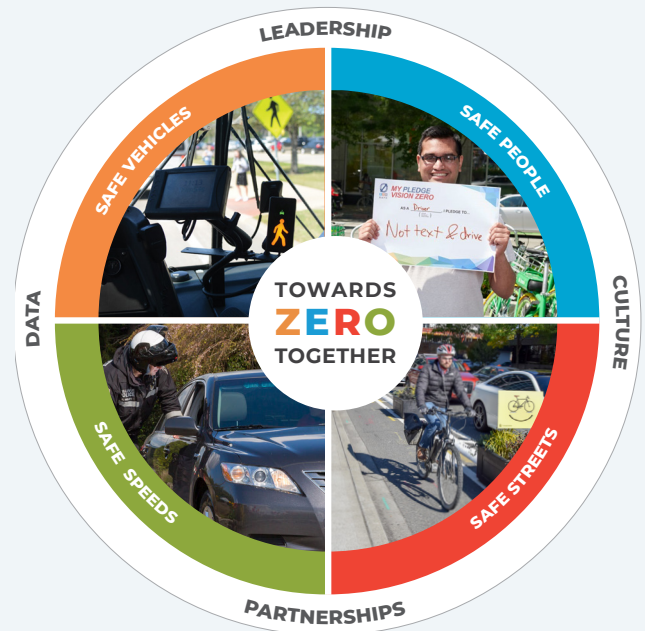 LEADERSHIP
SAFE VEHICLES
SAFE PEOPLE
MY PLEDGE
VISION ZERO
AS A Driver, I PLEDGE TO...
Not text & drive
DATA
TOWARDS
ZERO
TOGETHER
CULTURE
SAFE SPEEDS
SAFE STREETS
PARTNERSHIPS